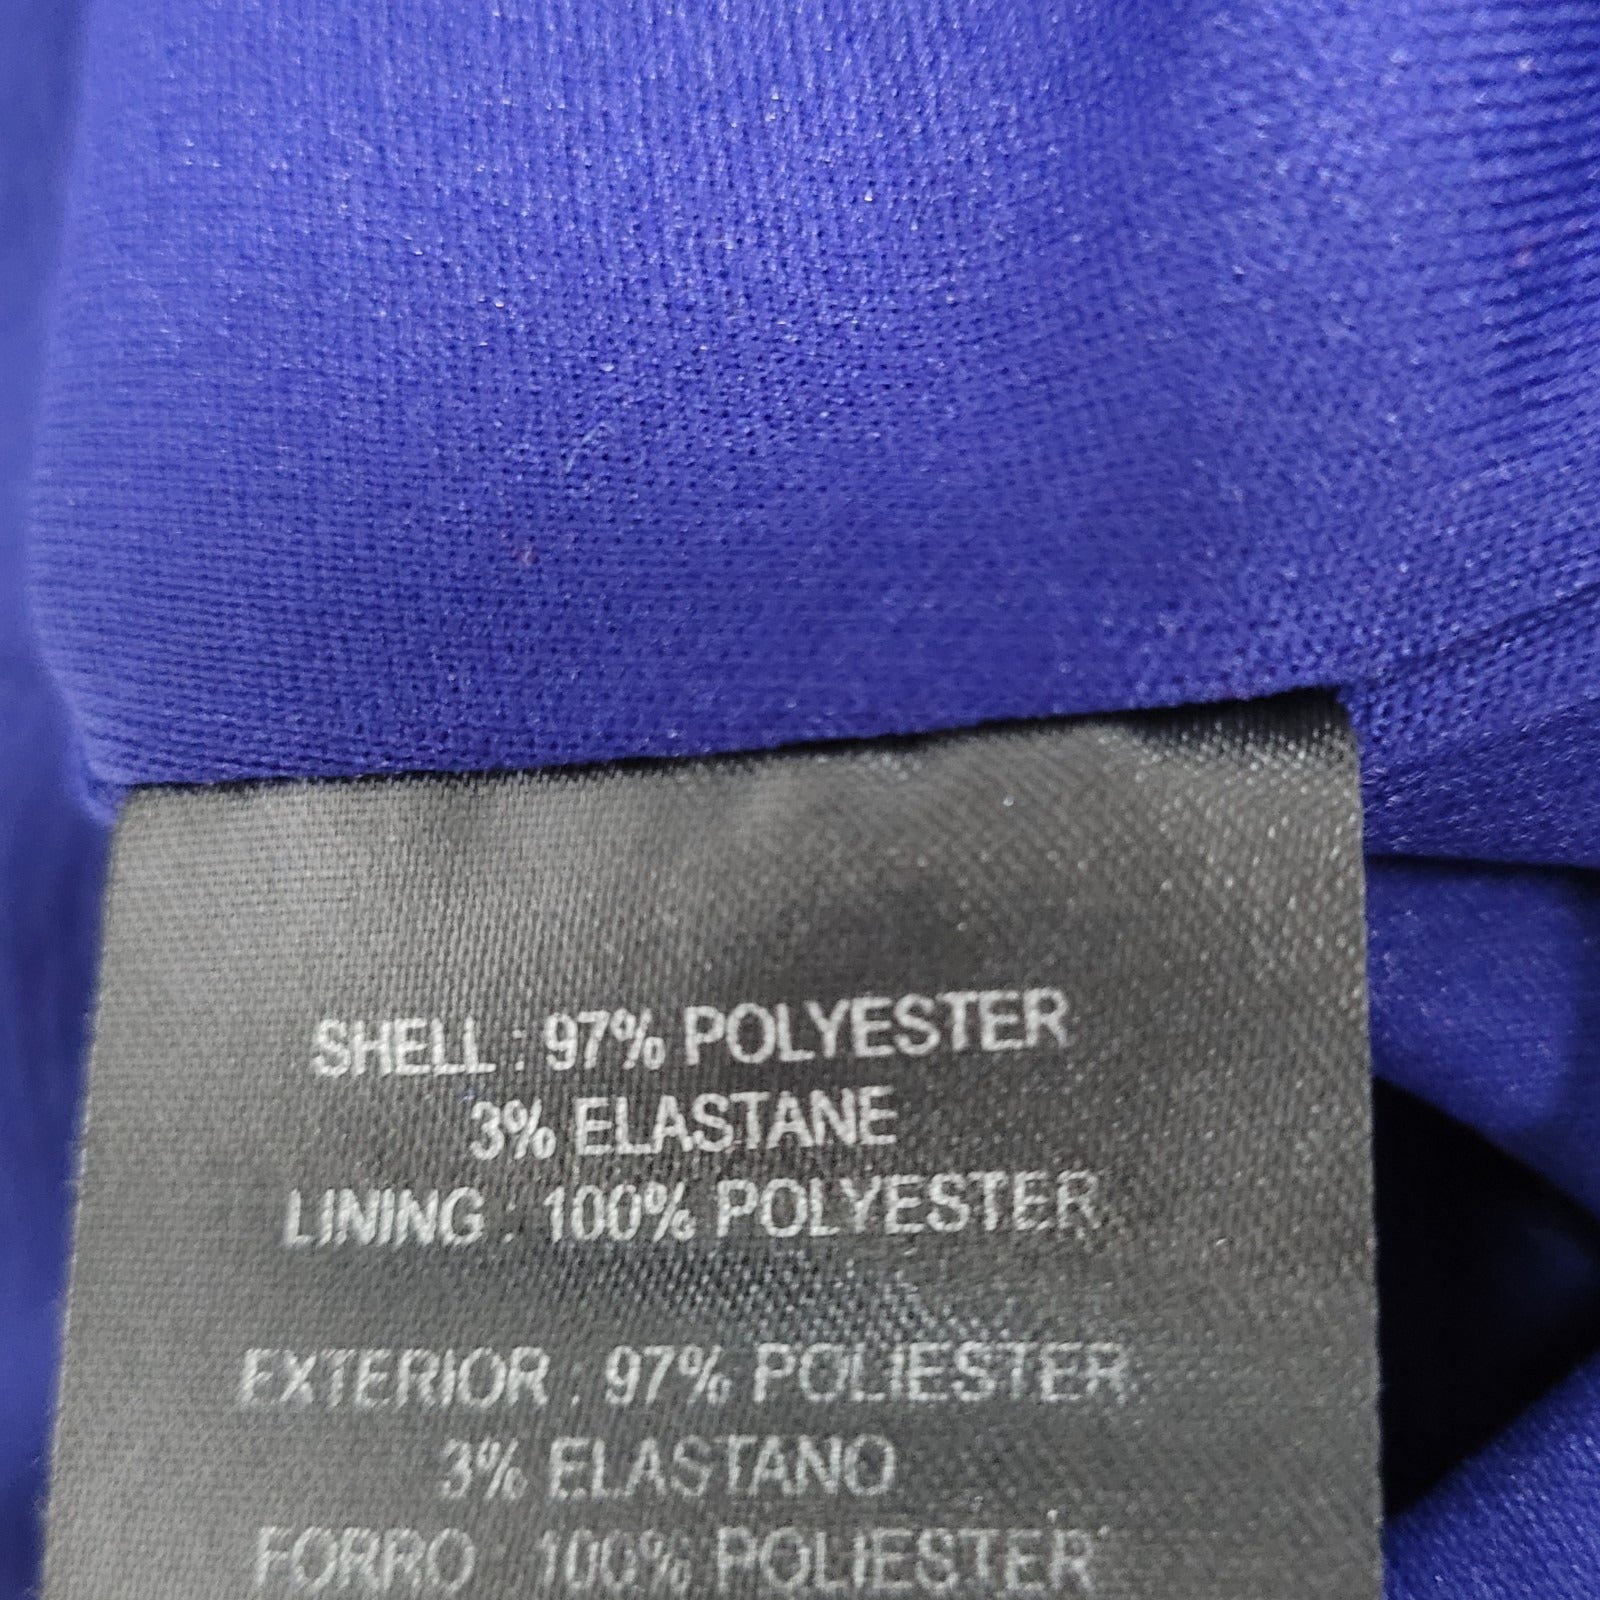 SHELL : 97% POLYESTER
3% ELASTANE
LINING : 100% POLYESTER
EXTERIOR : 97% POLIESTER
3% ELASTANO
FORRO : 100% POLIESTER